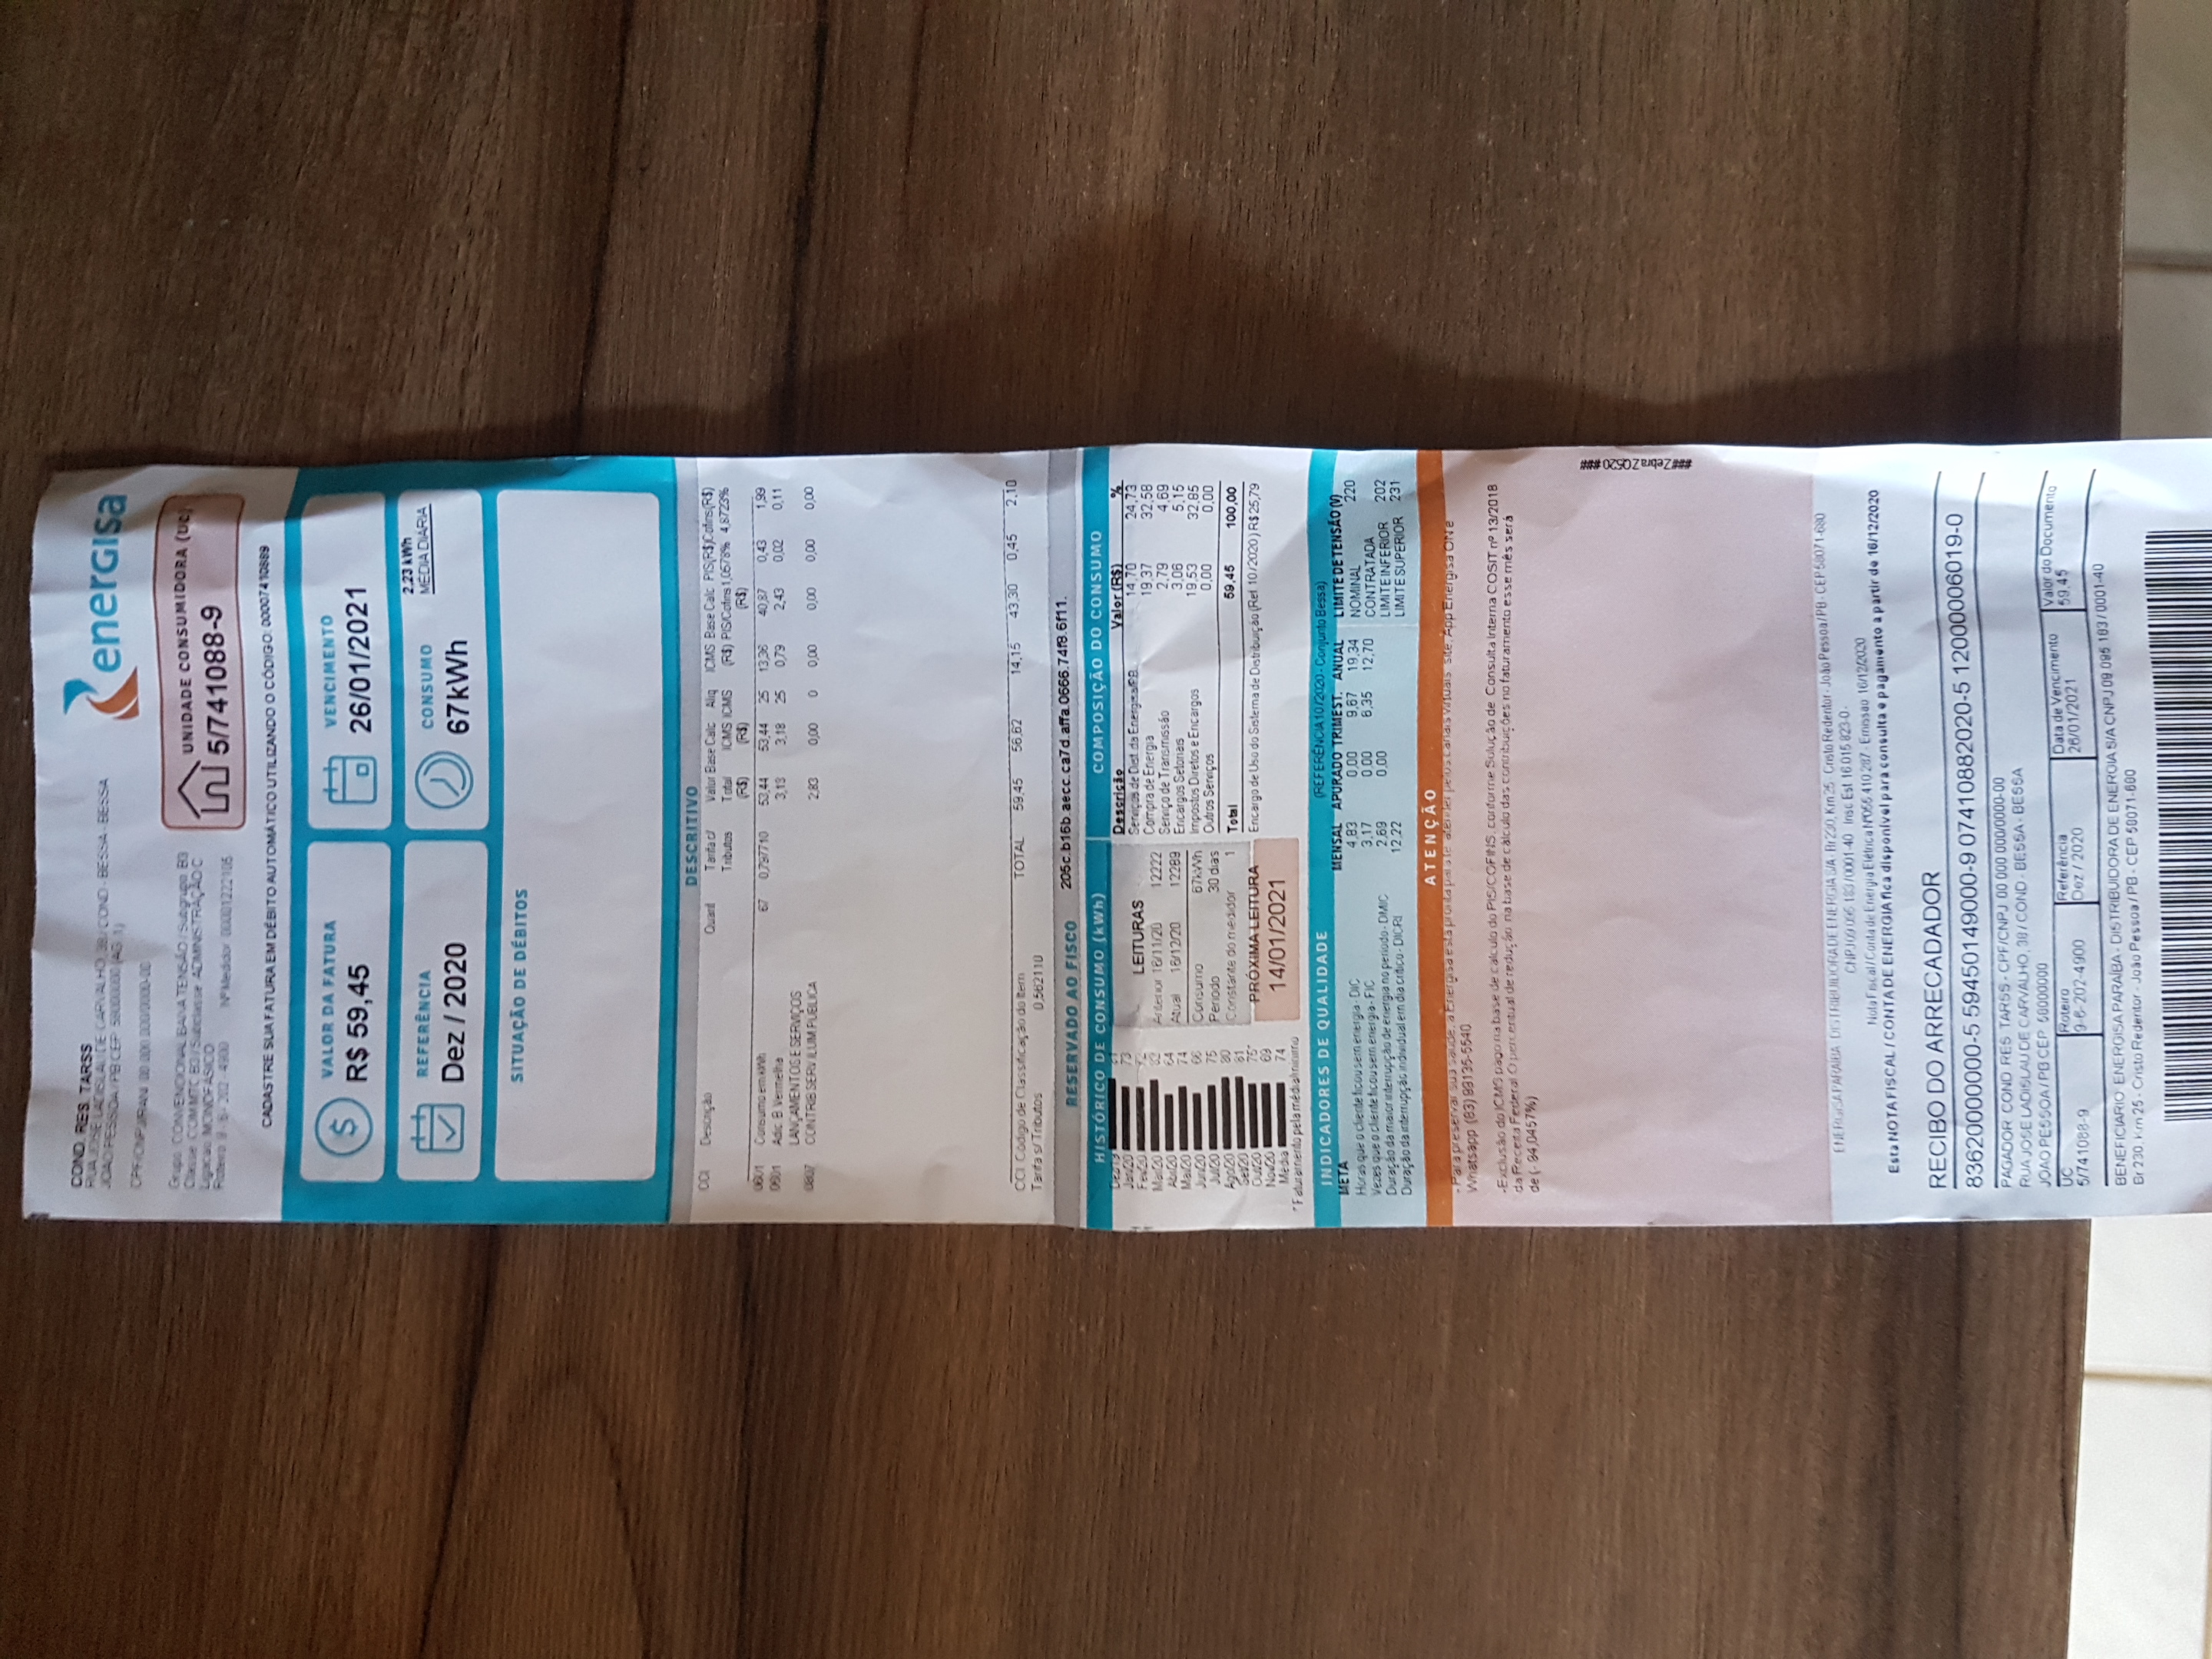 COND. RES. TARSS
RUA JOSE LADISLAU DE CARVALHO, 38 / COND - BESSA - BESSA
JOAO PESSOA / PB CEP: 58000000 (AG: 1)
CPF/CNPJ/RANI: 00.000.000/0000-00
energisa
Grupo: CONVENCIONAL BAIXA TENSÃO / Subgrupo: B3
Classe: COM MTC B3 / Subclasse: ADMINISTRAÇÃO C
Ligacao: MONOFÁSICO
Roteiro: 9 - 6 - 202 - 4900 Nº Medidor: 00001222105
UNIDADE CONSUMIDORA (UC)
5/741088-9
CADASTRE SUA FATURA EM DÉBITO AUTOMÁTICO UTILIZANDO O CÓDIGO: 00007410889
VALOR DA FATURA
R$ 59,45
VENCIMENTO
26/01/2021
REFERÊNCIA
Dez / 2020
CONSUMO
67kWh
2,23 kWh
MÉDIA DIÁRIA
SITUAÇÃO DE DÉBITOS
DESCRITIVO
CCI Descrição Quant Tarifa c/ Valor Base Calc Aliq ICMS Base Calc PIS(R$) Cofins(R$)
Tributos Total ICMS ICMS (R$) PIS/Cofins 1,0578% 4,8723%
(R$) (R$) (R$)
0601 Consumo em kWh 67 0,797710 53,44 53,44 25 13,36 40,87 0,43 1,99
0601 Adic. B. Vermelha 3,18 3,18 25 0,79 2,43 0,02 0,11
LANÇAMENTOS E SERVIÇOS
0807 CONTRIB SERV ILUM PÚBLICA 2,83 0,00 0 0,00 0,00 0,00 0,00
CCI: Código de Classificação do Item TOTAL 59,45 56,62 14,15 43,30 0,45 2,10
Tarifa s/ Tributos 0,562110
RESERVADO AO FISCO 205c.b16b.aecc.ca7d.affa.0666.74f8.6f11.
HISTÓRICO DE CONSUMO (kWh)
Dez/19
Jan/20 73
Fev/20
Mar/20 82
Abr/20 64
Mai/20 74
Jun/20 66
Jul/20 75
Ago/20 80
Set/20 81
Out/20 75*
Nov/20 69
Média 74
* Faturamento pela média/mínimo
LEITURAS
Anterior 16/11/20 12222
Atual 16/12/20 12289
Consumo 67kWh
Periodo 30 dias
Constante do medidor 1
PRÓXIMA LEITURA
14/01/2021
COMPOSIÇÃO DO CONSUMO
Descrição Valor (R$) %
Serviços de Dist. da Energisa/PB 14,70 24,73
Compra de Energia 19,37 32,58
Serviço de Transmissão 2,79 4,69
Encargos Setoriais 3,06 5,15
Impostos Diretos e Encargos 19,53 32,85
Outros Serviços 0,00 0,00
Total 59,45 100,00
Encargo de Uso do Sistema de Distribuição (Ref. 10/2020) R$ 25,79
INDICADORES DE QUALIDADE (REFERÊNCIA 10/2020 - Conjunto Bessa)
META MENSAL APURADO TRIMEST. ANUAL LIMITE DE TENSÃO (V)
Horas que o cliente ficou sem energia - DIC 4,83 0,00 9,67 19,34 NOMINAL 220
Vezes que o cliente ficou sem energia - FIC 3,17 0,00 6,35 12,70 CONTRATADA
Duração da maior interrupção de energia no período - DMIC 2,69 0,00 LIMITE INFERIOR 202
Duração da interrupção individual em dia crítico - DICRI 12,22 LIMITE SUPERIOR 231
ATENÇÃO
- Para preservar sua saúde, a Energisa está pronta para te atender pelos canais virtuais: site, App Energisa ON e
Whatsapp (83) 99135-5540
-Exclusão do ICMS pago na base de cálculo do PIS/COFINS, conforme Solução de Consulta Interna COSIT nº 13/2018
da Receita Federal O percentual de redução na base de cálculo das contribuições no faturamento esse mês será
de (- 94,0457%)
###Zebra ZQ520###
ENERGISA PARAÍBA - DISTRIBUIDORA DE ENERGIA S/A - Br 230, Km 25 - Cristo Redentor - João Pessoa / PB - CEP 58071-680
CNPJ 09.095.183/0001-40 Insc Est 16.015.823-0 -
Nota Fiscal / Conta de Energia Elétrica Nº 055.410.287 - Emissao 16/12/2020
Esta NOTA FISCAL / CONTA DE ENERGIA fica disponível para consulta e pagamento a partir de 16/12/2020
RECIBO DO ARRECADADOR
83620000000-5 59450149000-9 07410882020-5 12000006019-0
PAGADOR: COND. RES. TARSS - CPF/CNPJ: 00.000.000/0000-00
RUA JOSE LADISLAU DE CARVALHO, 38 / COND - BESSA - BESSA
JOAO PESSOA / PB CEP: 58000000
UC Roteiro Referência Data de Vencimento Valor do Documento
5/741088-9 9-6-202-4900 Dez / 2020 26/01/2021 59,45
BENEFICIARIO: ENERGISA PARAÍBA - DISTRIBUIDORA DE ENERGIA S/A CNPJ 09.095.183 / 0001-40
Br 230, Km 25 - Cristo Redentor - João Pessoa / PB - CEP 58071-680